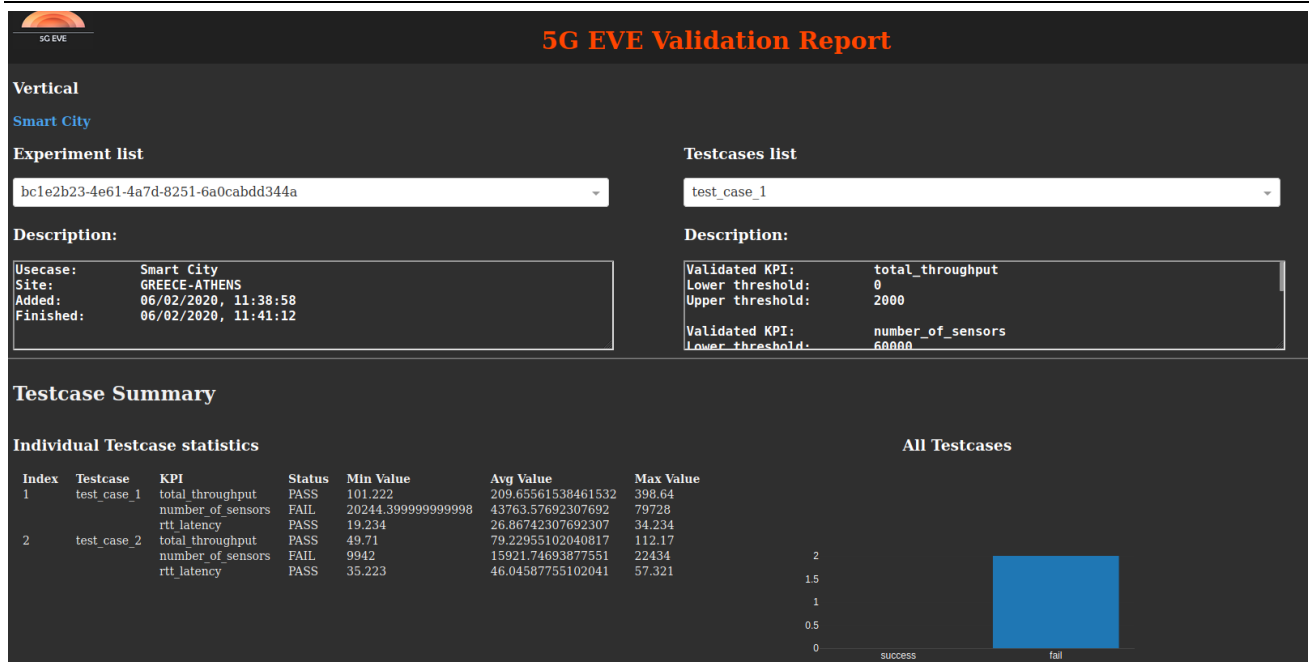 5G EVE
5G EVE Validation Report
Vertical
Smart City
Experiment list
bc1e2b23-4e61-4a7d-8251-6a0cabdd344a
Description:
Usecase: Smart City
Site: GREECE-ATHENS
Added: 06/02/2020, 11:38:58
Finished: 06/02/2020, 11:41:12
Testcases list
test_case_1
Description:
Validated KPI: total_throughput
Lower threshold: 0
Upper threshold: 2000
Validated KPI: number_of_sensors
Lower threshold: 60000
Testcase Summary
Individual Testcase statistics
Index Testcase KPI Status Min Value Avg Value Max Value
1 test_case_1 total_throughput PASS 101.222 209.65561538461532 398.64
number_of_sensors FAIL 20244.399999999998 43763.57692307692 79728
rtt_latency PASS 19.234 26.86742307692307 34.234
2 test_case_2 total_throughput PASS 49.71 79.22955102040817 112.17
number_of_sensors FAIL 9942 15921.74693877551 22434
rtt_latency PASS 35.223 46.04587755102041 57.321
All Testcases
2
1.5
1
0.5
0
success fail